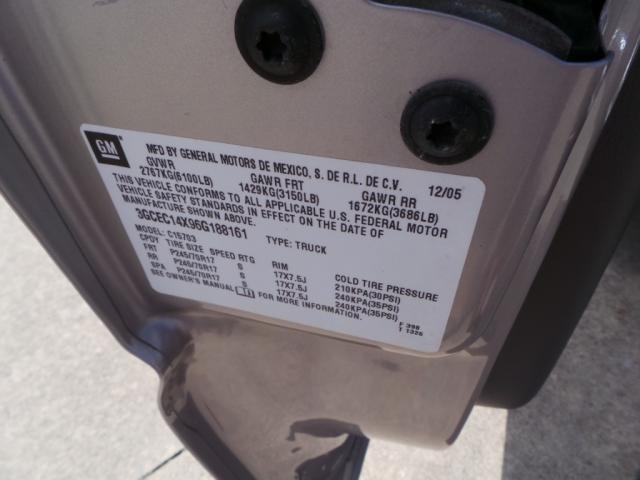 GM
MFD BY GENERAL MOTORS DE MEXICO, S. DE R.L. DE C.V. 12/05
GVWR GAWR FRT GAWR RR
2767KG(6100LB) 1429KG(3150LB) 1672KG(3686LB)
THIS VEHICLE CONFORMS TO ALL APPLICABLE U.S. FEDERAL MOTOR
VEHICLE SAFETY STANDARDS IN EFFECT ON THE DATE OF
MANUFACTURE SHOWN ABOVE.
3GCEC14X96G188161 TYPE: TRUCK
MODEL: C15703
CPDY TIRE SIZE SPEED RTG RIM COLD TIRE PRESSURE
FRT P245/70R17 S 17X7.5J 210KPA(30PSI)
RR P245/70R17 S 17X7.5J 240KPA(35PSI)
SPA P245/70R17 S 17X7.5J 240KPA(35PSI)
SEE OWNER'S MANUAL FOR MORE INFORMATION.
F 398
T 1326